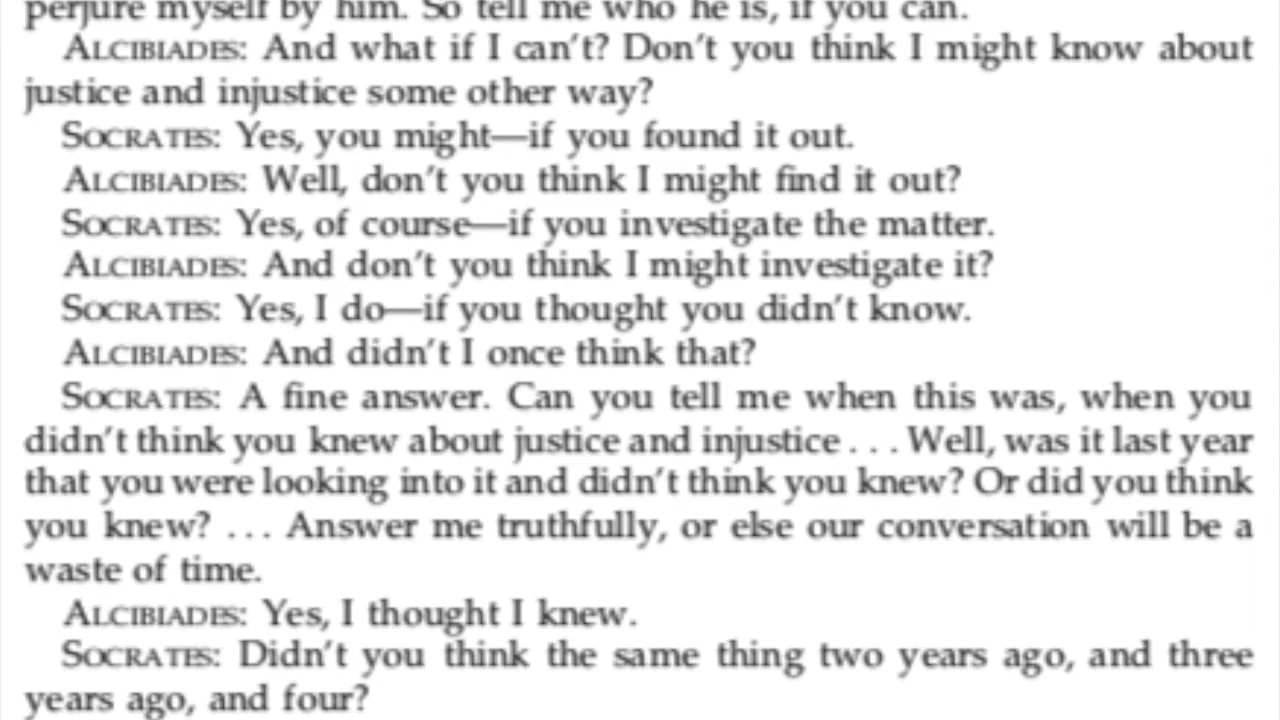 perjure myself by him. So tell me who he is, if you can.
ALCIBIADES: And what if I can't? Don't you think I might know about
justice and injustice some other way?
SOCRATES: Yes, you might—if you found it out.
ALCIBIADES: Well, don't you think I might find it out?
SOCRATES: Yes, of course—if you investigate the matter.
ALCIBIADES: And don't you think I might investigate it?
SOCRATES: Yes, I do—if you thought you didn't know.
ALCIBIADES: And didn't I once think that?
SOCRATES: A fine answer. Can you tell me when this was, when you
didn't think you knew about justice and injustice . . . Well, was it last year
that you were looking into it and didn't think you knew? Or did you think
you knew? . . . Answer me truthfully, or else our conversation will be a
waste of time.
ALCIBIADES: Yes, I thought I knew.
SOCRATES: Didn't you think the same thing two years ago, and three
years ago, and four?